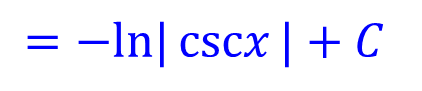 = −ln| cscx | + C